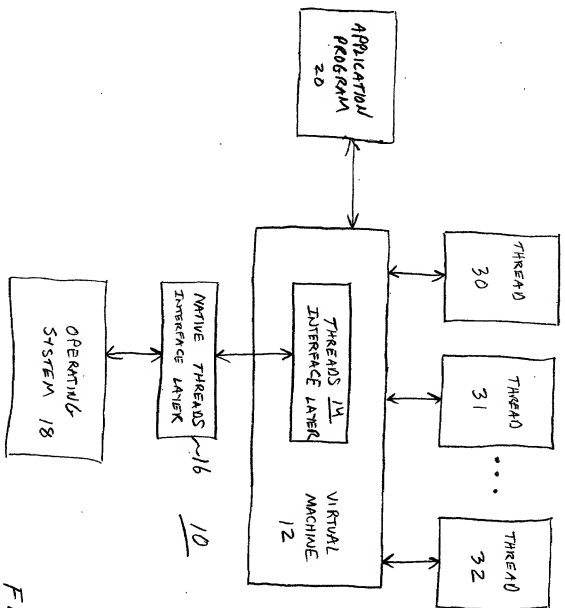 THREAD
30
THREAD
31
...
THREAD
32
APPLICATION
PROGRAM
20
THREADS 14
INTERFACE LAYER
VIRTUAL
MACHINE
12
NATIVE THREADS
INTERFACE LAYER
~16
10
OPERATING
SYSTEM 18